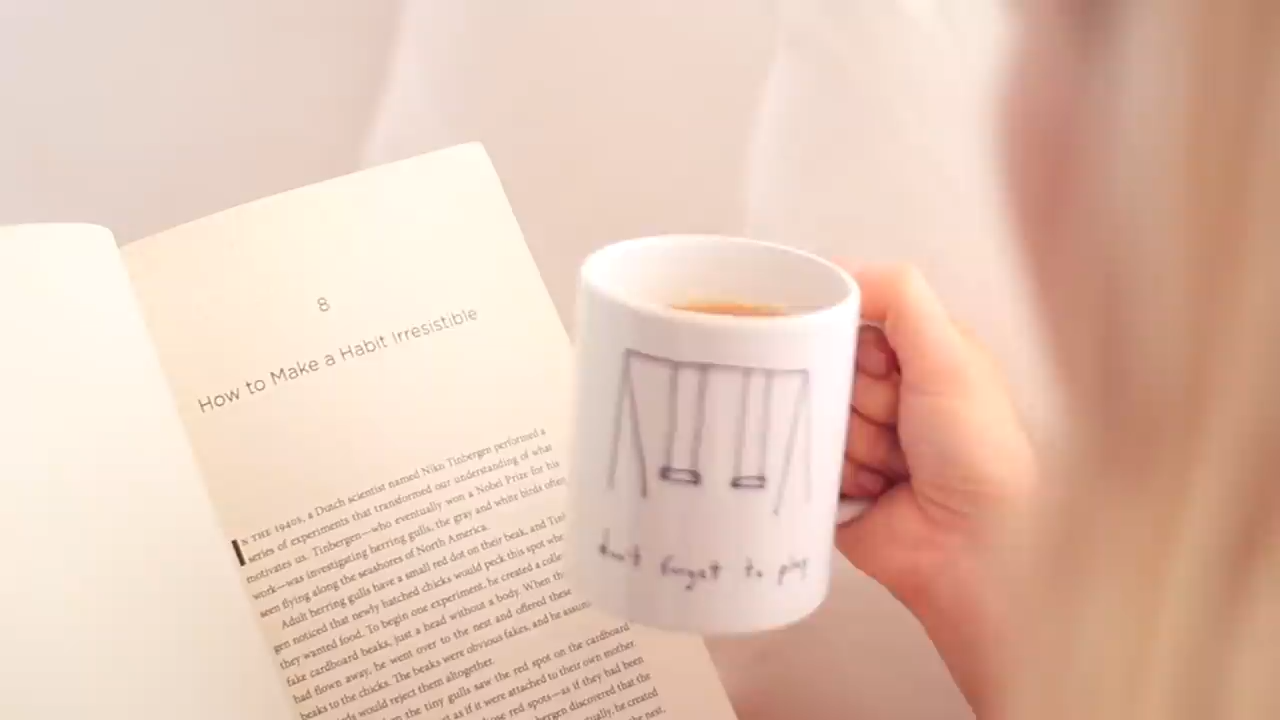 8
How to Make a Habit Irresistible
IN THE 1940S, a Dutch scientist named Niko Tinbergen performed a
series of experiments that transformed our understanding of what
motivates us. Tinbergen—who eventually won a Nobel Prize for his
work—was investigating herring gulls, the gray and white birds often
seen flying along the seashores of North America.
Adult herring gulls have a small red dot on their beak, and
gen noticed that newly hatched chicks would peck this spot
they wanted food. To begin one experiment, he created a
fake cardboard beaks, just a head without a body. When the
had flown away, he went over to the nest and offered these
beaks to the chicks. The beaks were obvious fakes, and he
would reject them altogether.
the tiny gulls saw the red spot on the cardboard
as if it were attached to their own mother.
red spots—as if they had been
discovered that the
he created
the nest,
don't forget to play